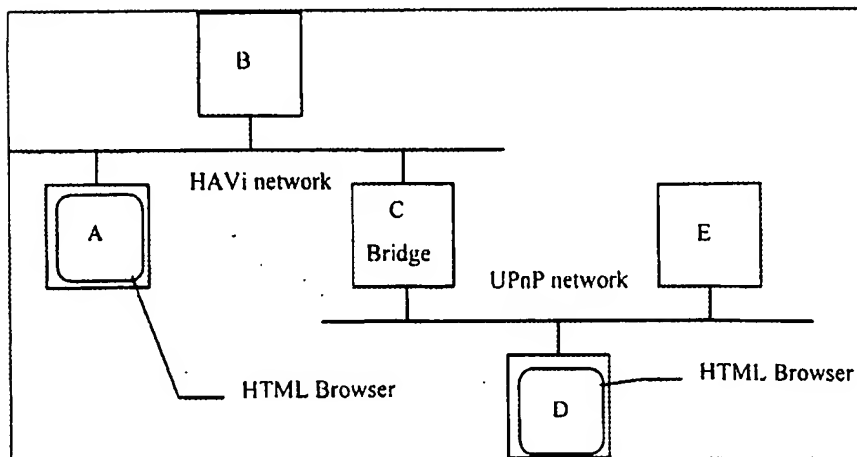 B
HAVi network
A
C
Bridge
E
UPnP network
HTML Browser
HTML Browser
D